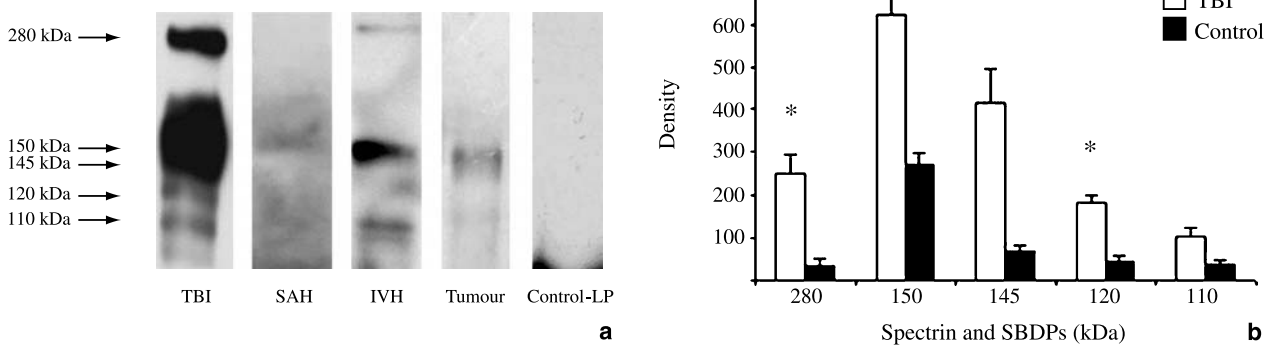 280 kDa
150 kDa
145 kDa
120 kDa
110 kDa
TBI SAH IVH Tumour Control-LP
a
TBI
Control
600
500
400
300
200
100
Density
*
*
280 150 145 120 110
Spectrin and SBDPs (kDa)
b